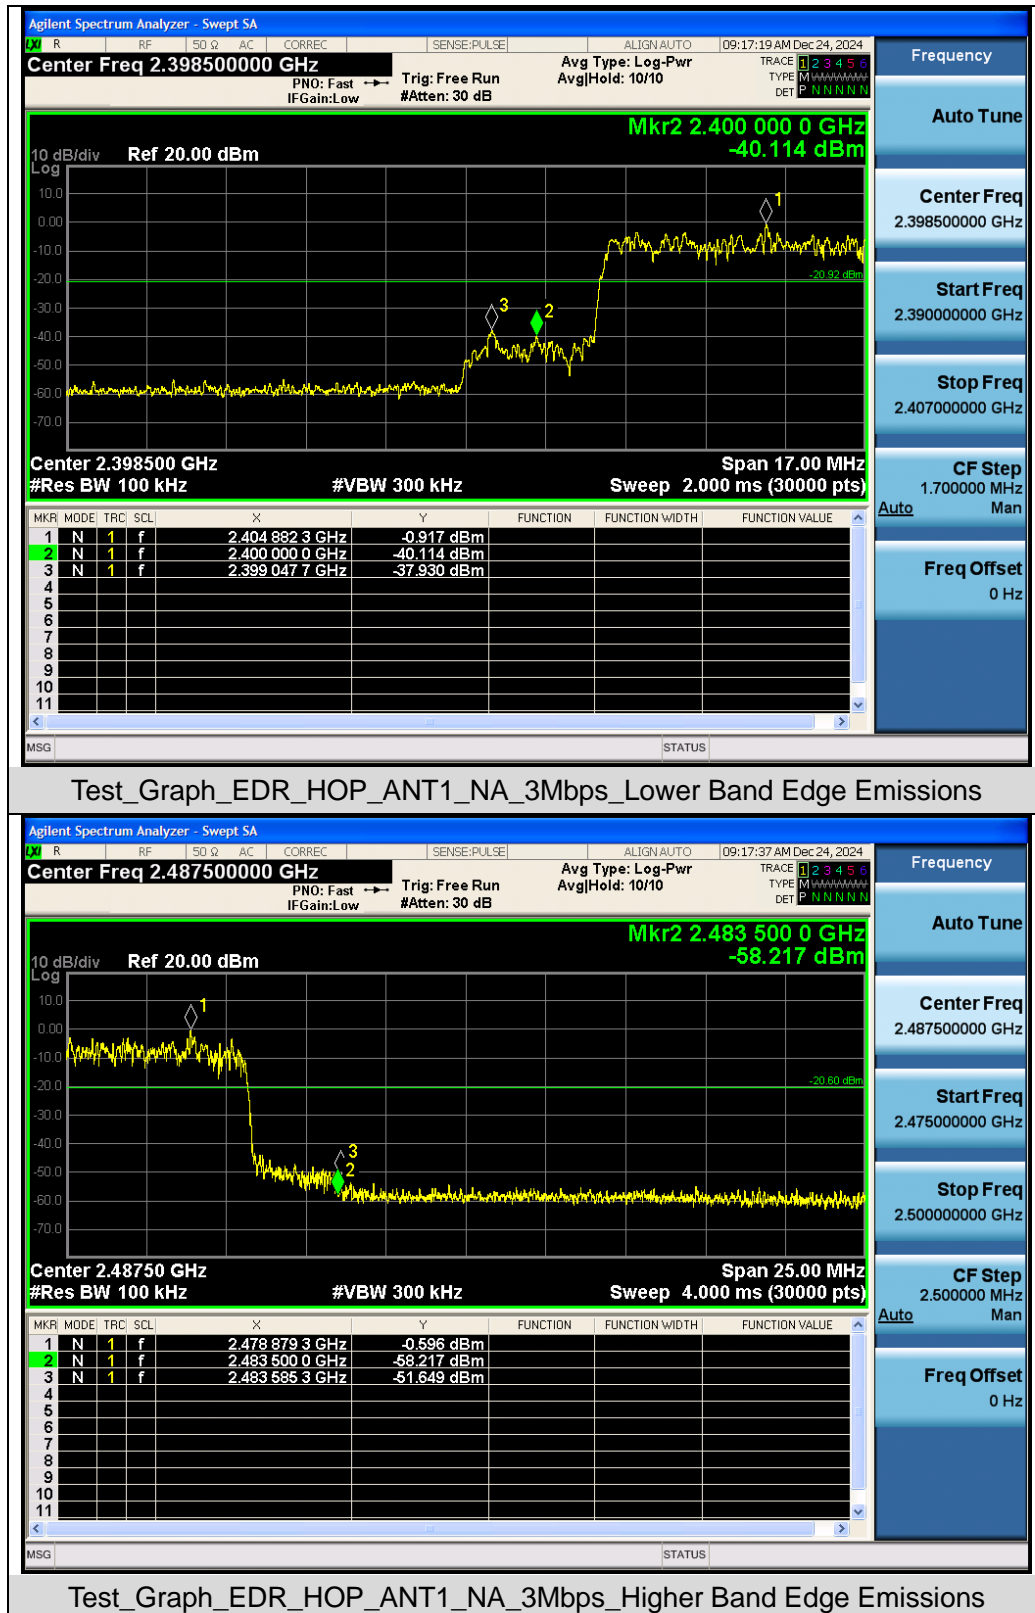 Agilent Spectrum Analyzer - Swept SA
LXI R RF 50 Ω AC CORREC SENSE:PULSE ALIGN AUTO 09:17:19 AM Dec 24, 2024
Center Freq 2.398500000 GHz Avg Type: Log-Pwr TRACE 1 2 3 4 5 6
PNO: Fast Trig: Free Run Avg|Hold: 10/10 TYPE M W W W W W
IFGain:Low #Atten: 30 dB DET P N N N N N
Mkr2 2.400 000 0 GHz
-40.114 dBm
10 dB/div Ref 20.00 dBm
Log
10.0
0.00
-10.0
-20.0
-30.0
-40.0
-50.0
-60.0
-70.0
1
-20.92 dBm
3
2
Center 2.398500 GHz Span 17.00 MHz
#Res BW 100 kHz #VBW 300 kHz Sweep 2.000 ms (30000 pts)
MKR MODE TRC SCL X Y FUNCTION FUNCTION WIDTH FUNCTION VALUE
1 N 1 f 2.404 882 3 GHz -0.917 dBm
2 N 1 f 2.400 000 0 GHz -40.114 dBm
3 N 1 f 2.399 047 7 GHz -37.930 dBm
4
5
6
7
8
9
10
11
MSG STATUS
Frequency
Auto Tune
Center Freq
2.398500000 GHz
Start Freq
2.390000000 GHz
Stop Freq
2.407000000 GHz
CF Step
1.700000 MHz
Auto Man
Freq Offset
0 Hz
Test_Graph_EDR_HOP_ANT1_NA_3Mbps_Lower Band Edge Emissions
Agilent Spectrum Analyzer - Swept SA
LXI R RF 50 Ω AC CORREC SENSE:PULSE ALIGN AUTO 09:17:37 AM Dec 24, 2024
Center Freq 2.487500000 GHz Avg Type: Log-Pwr TRACE 1 2 3 4 5 6
PNO: Fast Trig: Free Run Avg|Hold: 10/10 TYPE M W W W W W
IFGain:Low #Atten: 30 dB DET P N N N N N
Mkr2 2.483 500 0 GHz
-58.217 dBm
10 dB/div Ref 20.00 dBm
Log
10.0
0.00
-10.0
-20.0
-30.0
-40.0
-50.0
-60.0
-70.0
1
-20.60 dBm
3
2
Center 2.48750 GHz Span 25.00 MHz
#Res BW 100 kHz #VBW 300 kHz Sweep 4.000 ms (30000 pts)
MKR MODE TRC SCL X Y FUNCTION FUNCTION WIDTH FUNCTION VALUE
1 N 1 f 2.478 879 3 GHz -0.596 dBm
2 N 1 f 2.483 500 0 GHz -58.217 dBm
3 N 1 f 2.483 585 3 GHz -51.649 dBm
4
5
6
7
8
9
10
11
MSG STATUS
Frequency
Auto Tune
Center Freq
2.487500000 GHz
Start Freq
2.475000000 GHz
Stop Freq
2.500000000 GHz
CF Step
2.500000 MHz
Auto Man
Freq Offset
0 Hz
Test_Graph_EDR_HOP_ANT1_NA_3Mbps_Higher Band Edge Emissions